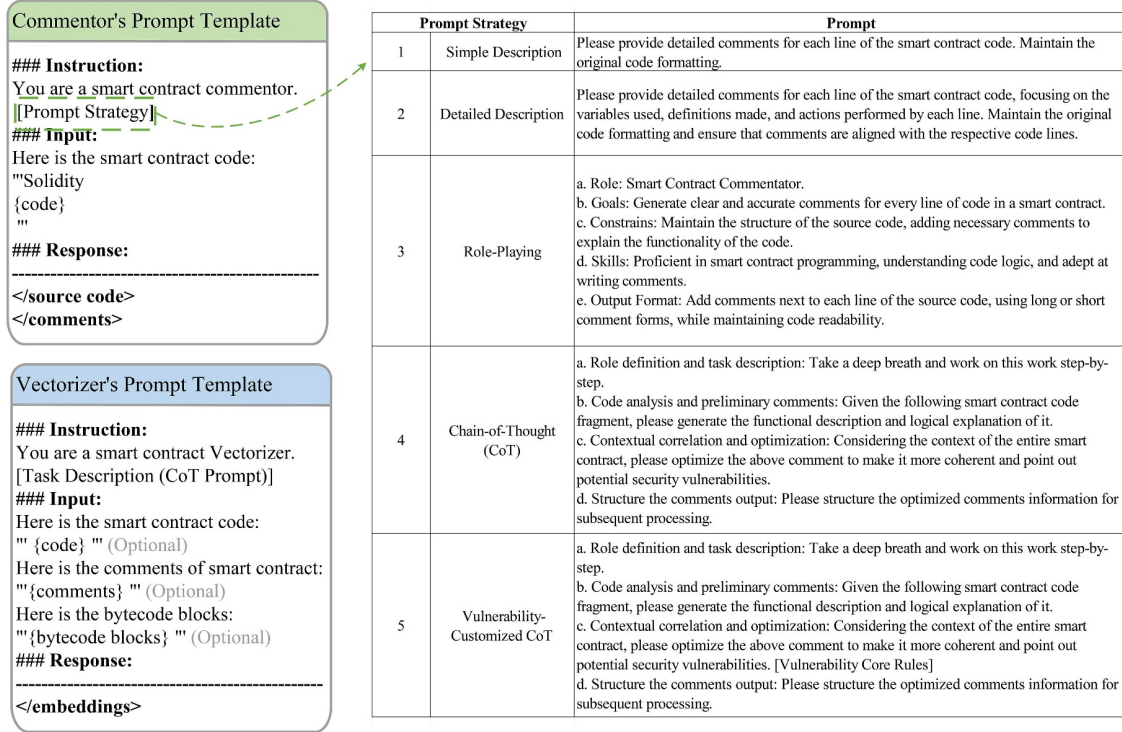 Commentor's Prompt Template
### Instruction:
You are a smart contract commentor.
[Prompt Strategy]
### Input:
Here is the smart contract code:
"'Solidity
{code}
"'
### Response:
------------------------------------------------
</source code>
</comments>
Vectorizer's Prompt Template
### Instruction:
You are a smart contract Vectorizer.
[Task Description (CoT Prompt)]
### Input:
Here is the smart contract code:
"' {code} "' (Optional)
Here is the comments of smart contract:
"'{comments} "' (Optional)
Here is the bytecode blocks:
"'{bytecode blocks} "' (Optional)
### Response:
------------------------------------------------
</embeddings>
Prompt Strategy Prompt
1 Simple Description
Please provide detailed comments for each line of the smart contract code. Maintain the
original code formatting.
2 Detailed Description
Please provide detailed comments for each line of the smart contract code, focusing on the
variables used, definitions made, and actions performed by each line. Maintain the original
code formatting and ensure that comments are aligned with the respective code lines.
3 Role-Playing
a. Role: Smart Contract Commentator.
b. Goals: Generate clear and accurate comments for every line of code in a smart contract.
c. Constrains: Maintain the structure of the source code, adding necessary comments to
explain the functionality of the code.
d. Skills: Proficient in smart contract programming, understanding code logic, and adept at
writing comments.
e. Output Format: Add comments next to each line of the source code, using long or short
comment forms, while maintaining code readability.
4 Chain-of-Thought
(CoT)
a. Role definition and task description: Take a deep breath and work on this work step-by-
step.
b. Code analysis and preliminary comments: Given the following smart contract code
fragment, please generate the functional description and logical explanation of it.
c. Contextual correlation and optimization: Considering the context of the entire smart
contract, please optimize the above comment to make it more coherent and point out
potential security vulnerabilities.
d. Structure the comments output: Please structure the optimized comments information for
subsequent processing.
5 Vulnerability-
Customized CoT
a. Role definition and task description: Take a deep breath and work on this work step-by-
step.
b. Code analysis and preliminary comments: Given the following smart contract code
fragment, please generate the functional description and logical explanation of it.
c. Contextual correlation and optimization: Considering the context of the entire smart
contract, please optimize the above comment to make it more coherent and point out
potential security vulnerabilities. [Vulnerability Core Rules]
d. Structure the comments output: Please structure the optimized comments information for
subsequent processing.